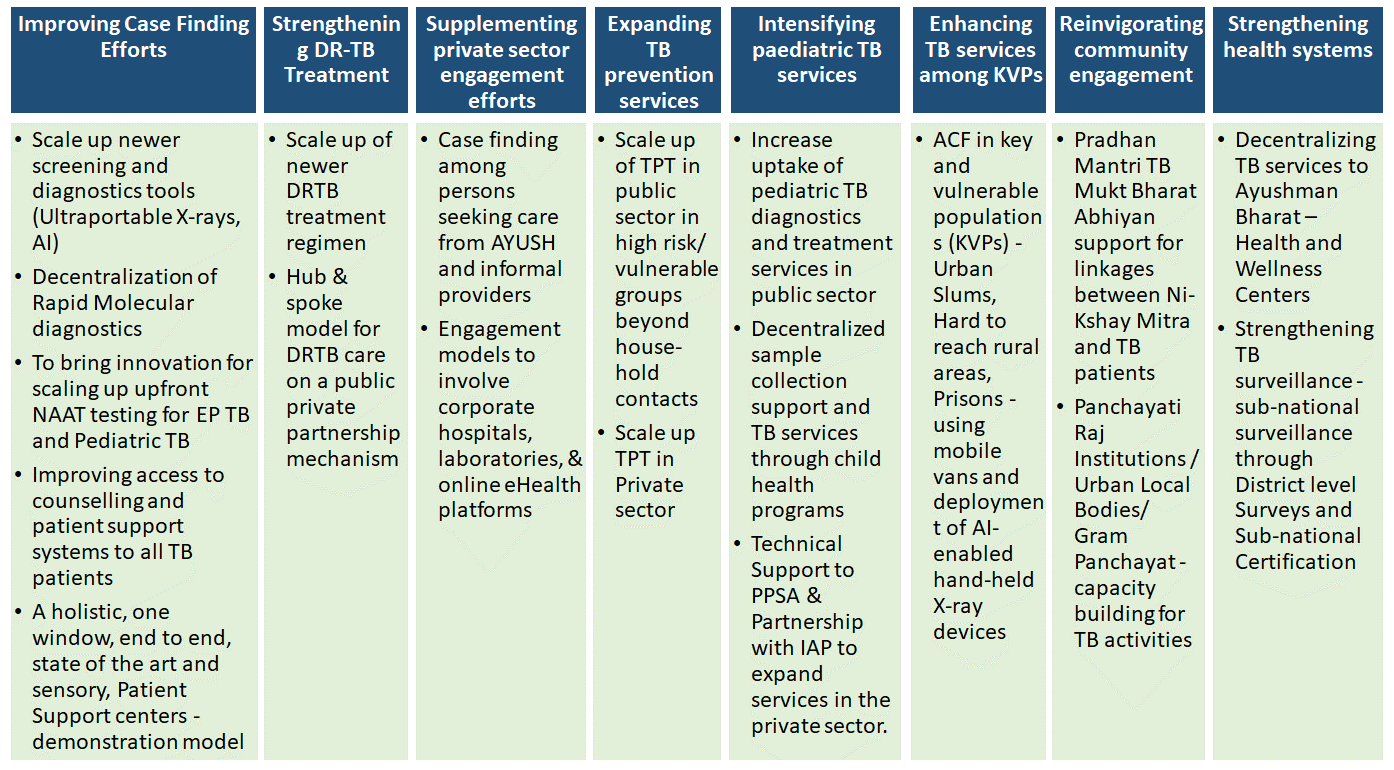 Improving Case Finding
Efforts
Strengthenin
g DR-TB
Treatment
Supplementing
private sector
engagement
efforts
Expanding
TB
prevention
services
Intensifying
paediatric TB
services
Enhancing
TB services
among KVPs
Reinvigorating
community
engagement
Strengthening
health systems
• Scale up newer
screening and
diagnostics tools
(Ultraportable X-rays,
AI)
• Decentralization of
Rapid Molecular
diagnostics
• To bring innovation for
scaling up upfront
NAAT testing for EP TB
and Pediatric TB
• Improving access to
counselling and
patient support
systems to all TB
patients
• A holistic, one
window, end to end,
state of the art and
sensory, Patient
Support centers -
demonstration model
• Scale up of
newer
DRTB
treatment
regimen
• Hub &
spoke
model for
DRTB care
on a public
private
partnership
mechanism
• Case finding
among
persons
seeking care
from AYUSH
and informal
providers
• Engagement
models to
involve
corporate
hospitals,
laboratories, &
online eHealth
platforms
• Scale up
of TPT in
public
sector in
high risk/
vulnerable
groups
beyond
house-
hold
contacts
• Scale up
TPT in
Private
sector
• Increase
uptake of
pediatric TB
diagnostics
and treatment
services in
public sector
• Decentralized
sample
collection
support and
TB services
through child
health
programs
• Technical
Support to
PPSA &
Partnership
with IAP to
expand
services in the
private sector.
• ACF in key
and
vulnerable
population
s (KVPs) -
Urban
Slums,
Hard to
reach rural
areas,
Prisons -
using
mobile
vans and
deploymen
t of AI-
enabled
hand-held
X-ray
devices
• Pradhan
Mantri TB
Mukt Bharat
Abhiyan
support for
linkages
between Ni-
Kshay Mitra
and TB
patients
• Panchayati
Raj
Institutions /
Urban Local
Bodies/
Gram
Panchayat -
capacity
building for
TB activities
• Decentralizing
TB services to
Ayushman
Bharat –
Health and
Wellness
Centers
• Strengthening
TB
surveillance -
sub-national
surveillance
through
District level
Surveys and
Sub-national
Certification